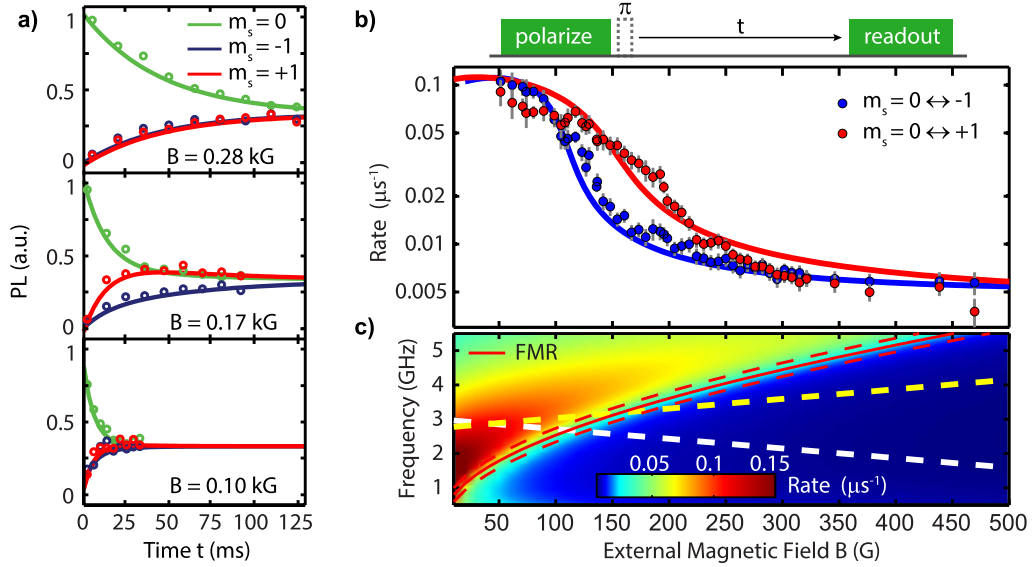 a)
m_s = 0
m_s = -1
m_s = +1
1
0.5
0
B = 0.28 kG
1
0.5
0
B = 0.17 kG
1
0.5
0
B = 0.10 kG
PL (a.u.)
0 25 50 75 100 125
Time t (ms)
b)
polarize
π
t
readout
m_s = 0 ↔ -1
m_s = 0 ↔ +1
0.1
0.05
0.02
0.01
0.005
Rate (μs⁻¹)
c)
FMR
5
4
3
2
1
Frequency (GHz)
0.05 0.1 0.15
Rate (μs⁻¹)
50 100 150 200 250 300 350 400 450 500
External Magnetic Field B (G)